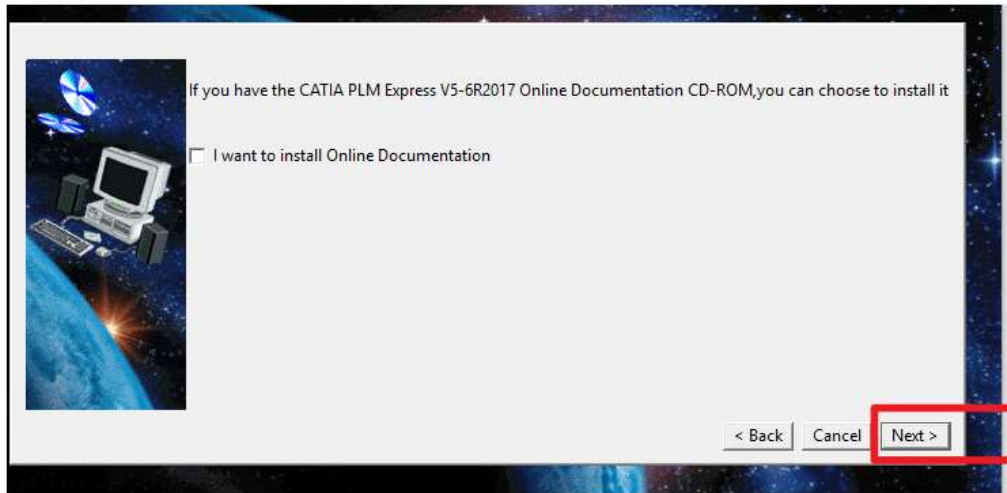 If you have the CATIA PLM Express V5-6R2017 Online Documentation CD-ROM,you can choose to install it
I want to install Online Documentation
< Back Cancel Next >